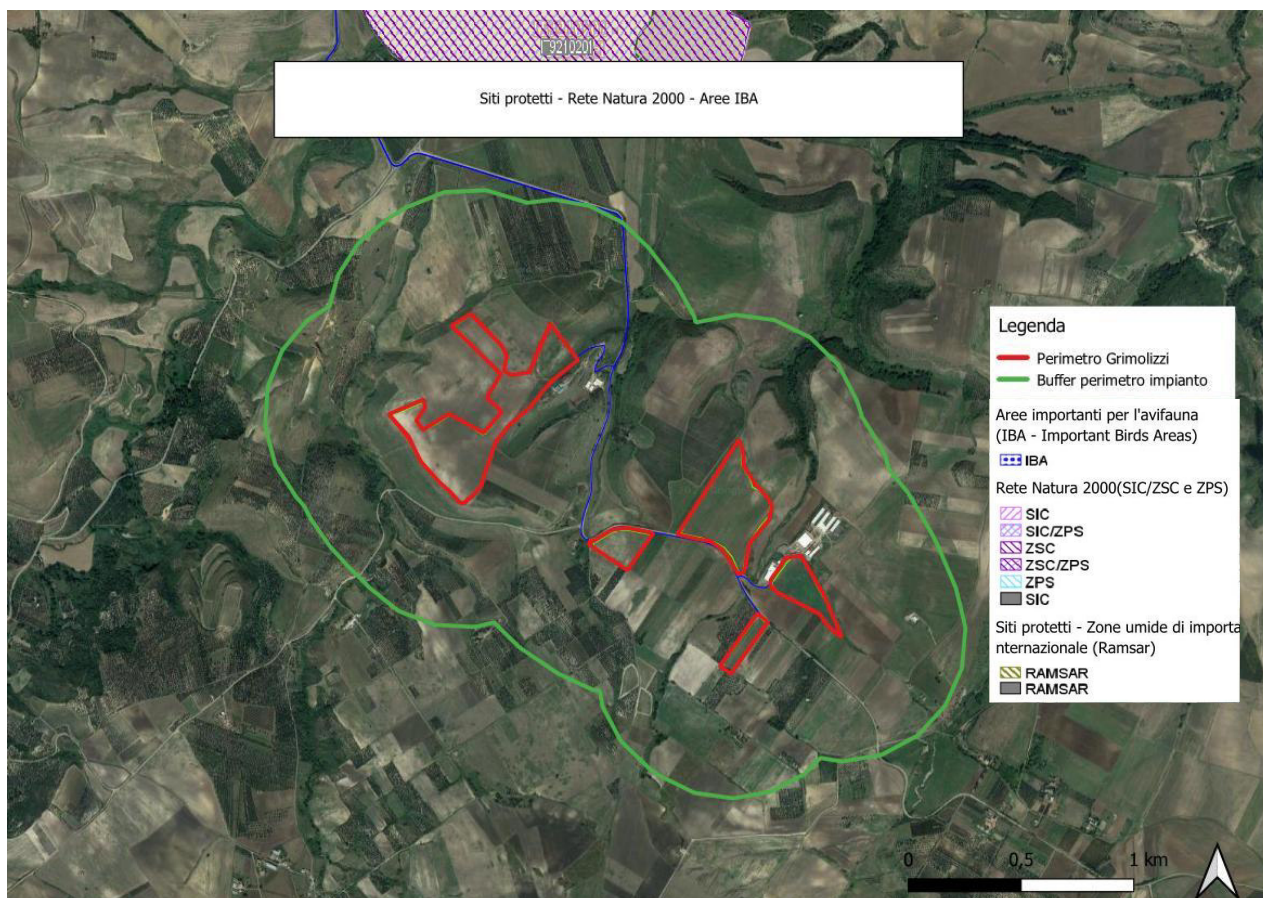 9210201
Siti protetti - Rete Natura 2000 - Aree IBA
Legenda
Perimetro Grimolizzi
Buffer perimetro impianto
Aree importanti per l'avifauna
(IBA - Important Birds Areas)
IBA
Rete Natura 2000(SIC/ZSC e ZPS)
SIC
SIC/ZPS
ZSC
ZSC/ZPS
ZPS
SIC
Siti protetti - Zone umide di importa
nternazionale (Ramsar)
RAMSAR
RAMSAR
0 0,5 1 km